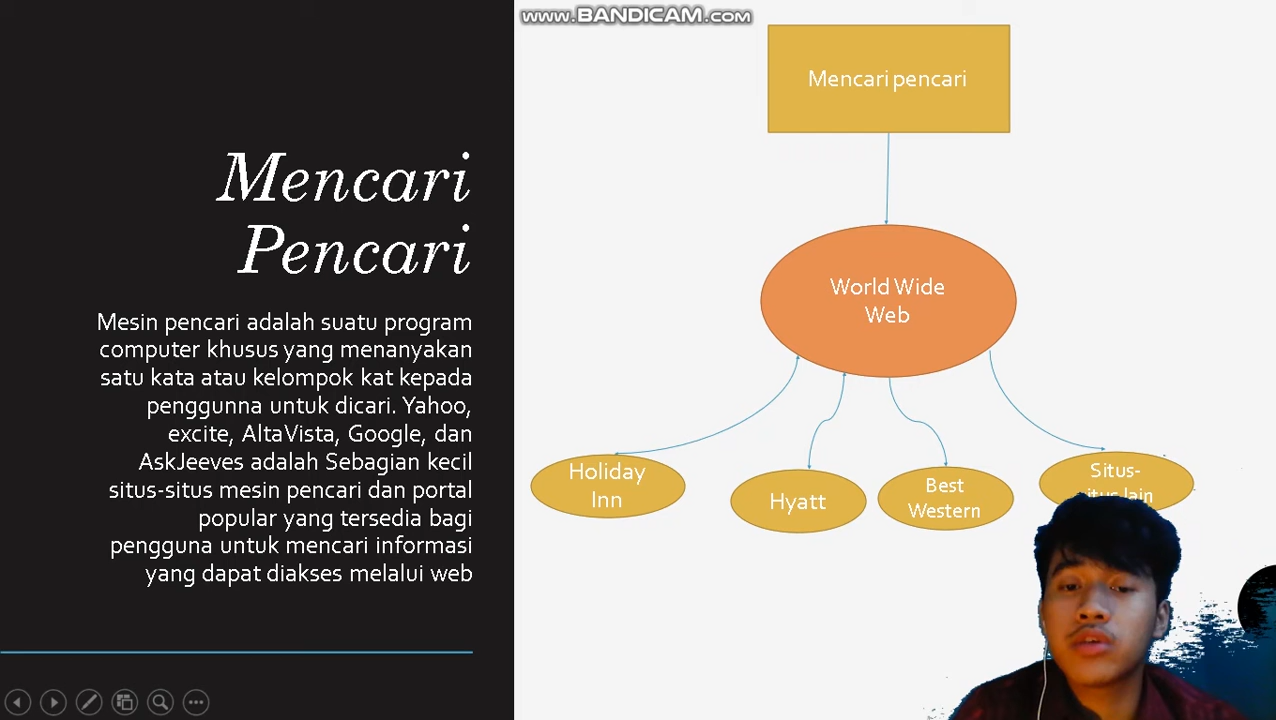 www.BANDICAM.com
Mencari
Pencari
Mesin pencari adalah suatu program
computer khusus yang menanyakan
satu kata atau kelompok kat kepada
penggunna untuk dicari. Yahoo,
excite, AltaVista, Google, dan
AskJeeves adalah Sebagian kecil
situs-situs mesin pencari dan portal
popular yang tersedia bagi
pengguna untuk mencari informasi
yang dapat diakses melalui web
Mencari pencari
World Wide
Web
Holiday
Inn
Hyatt
Best
Western
Situs-
situs lain